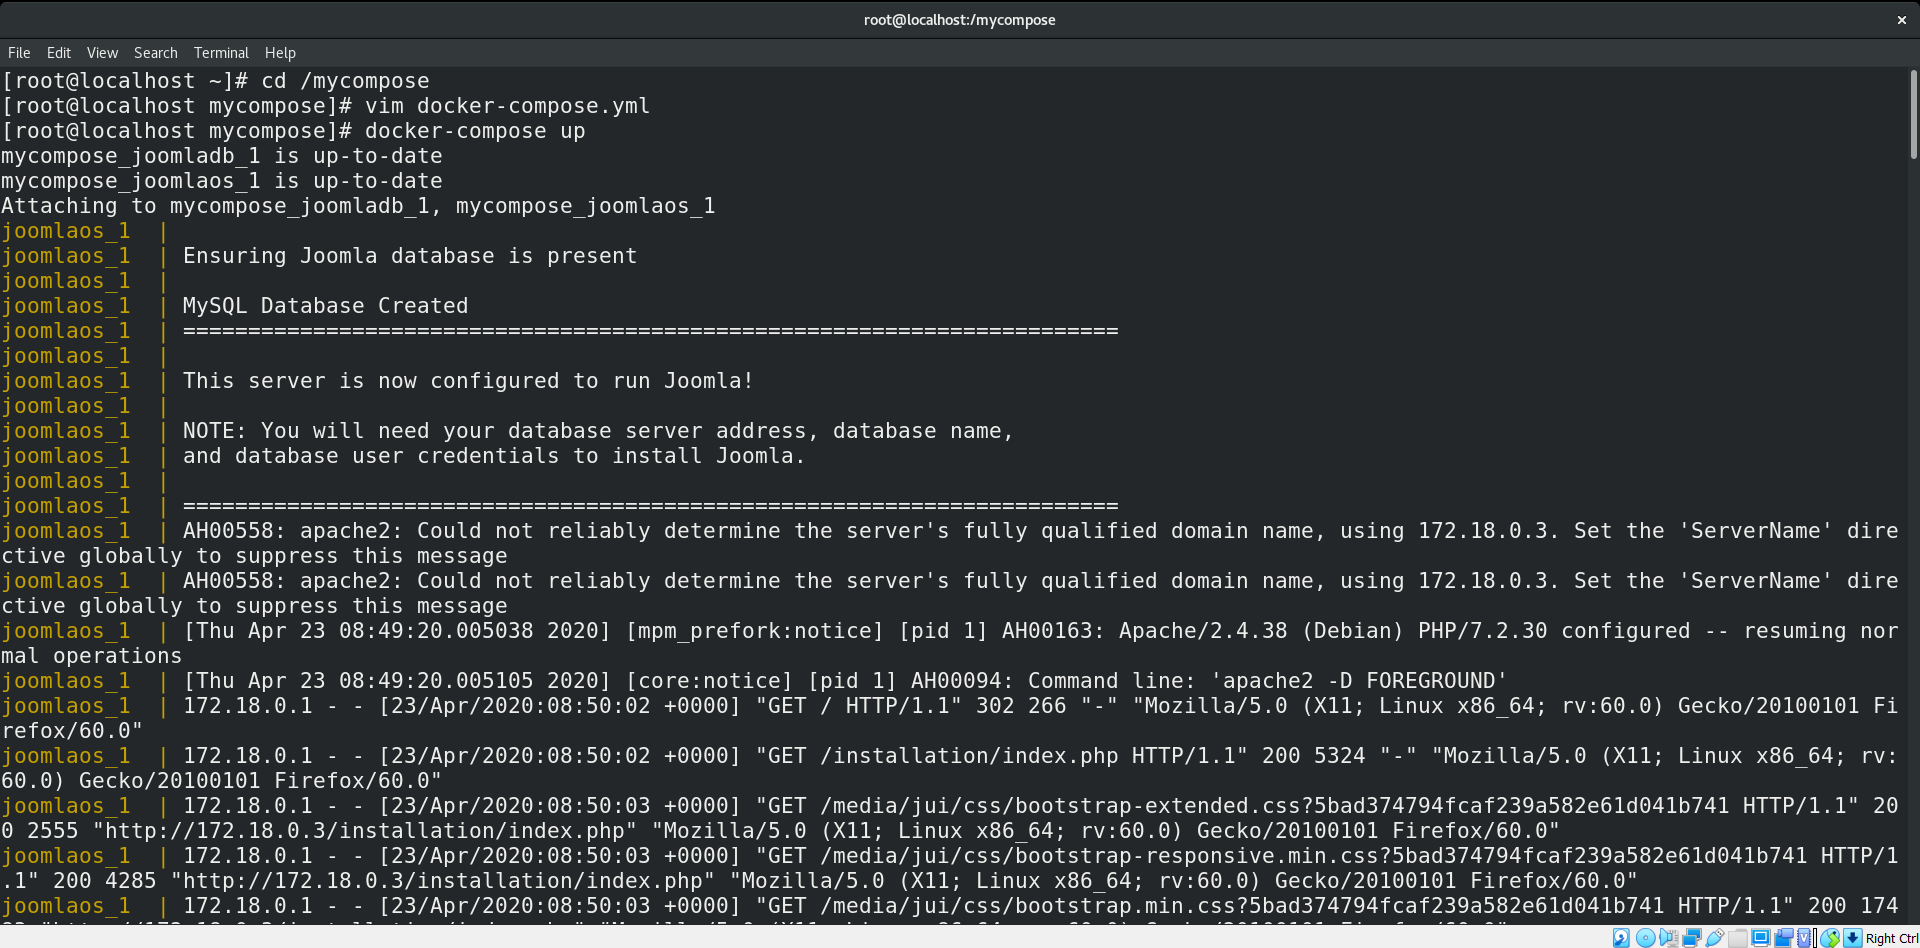 root@localhost:/mycompose
File Edit View Search Terminal Help
[root@localhost ~]# cd /mycompose
[root@localhost mycompose]# vim docker-compose.yml
[root@localhost mycompose]# docker-compose up
mycompose_joomladb_1 is up-to-date
mycompose_joomlaos_1 is up-to-date
Attaching to mycompose_joomladb_1, mycompose_joomlaos_1
joomlaos_1  |
joomlaos_1  | Ensuring Joomla database is present
joomlaos_1  |
joomlaos_1  | MySQL Database Created
joomlaos_1  | ========================================================================
joomlaos_1  |
joomlaos_1  | This server is now configured to run Joomla!
joomlaos_1  |
joomlaos_1  | NOTE: You will need your database server address, database name,
joomlaos_1  | and database user credentials to install Joomla.
joomlaos_1  |
joomlaos_1  | ========================================================================
joomlaos_1  | AH00558: apache2: Could not reliably determine the server's fully qualified domain name, using 172.18.0.3. Set the 'ServerName' dire
ctive globally to suppress this message
joomlaos_1  | AH00558: apache2: Could not reliably determine the server's fully qualified domain name, using 172.18.0.3. Set the 'ServerName' dire
ctive globally to suppress this message
joomlaos_1  | [Thu Apr 23 08:49:20.005038 2020] [mpm_prefork:notice] [pid 1] AH00163: Apache/2.4.38 (Debian) PHP/7.2.30 configured -- resuming nor
mal operations
joomlaos_1  | [Thu Apr 23 08:49:20.005105 2020] [core:notice] [pid 1] AH00094: Command line: 'apache2 -D FOREGROUND'
joomlaos_1  | 172.18.0.1 - - [23/Apr/2020:08:50:02 +0000] "GET / HTTP/1.1" 302 266 "-" "Mozilla/5.0 (X11; Linux x86_64; rv:60.0) Gecko/20100101 Fi
refox/60.0"
joomlaos_1  | 172.18.0.1 - - [23/Apr/2020:08:50:02 +0000] "GET /installation/index.php HTTP/1.1" 200 5324 "-" "Mozilla/5.0 (X11; Linux x86_64; rv:
60.0) Gecko/20100101 Firefox/60.0"
joomlaos_1  | 172.18.0.1 - - [23/Apr/2020:08:50:03 +0000] "GET /media/jui/css/bootstrap-extended.css?5bad374794fcaf239a582e61d041b741 HTTP/1.1" 20
0 2555 "http://172.18.0.3/installation/index.php" "Mozilla/5.0 (X11; Linux x86_64; rv:60.0) Gecko/20100101 Firefox/60.0"
joomlaos_1  | 172.18.0.1 - - [23/Apr/2020:08:50:03 +0000] "GET /media/jui/css/bootstrap-responsive.min.css?5bad374794fcaf239a582e61d041b741 HTTP/1
.1" 200 4285 "http://172.18.0.3/installation/index.php" "Mozilla/5.0 (X11; Linux x86_64; rv:60.0) Gecko/20100101 Firefox/60.0"
joomlaos_1  | 172.18.0.1 - - [23/Apr/2020:08:50:03 +0000] "GET /media/jui/css/bootstrap.min.css?5bad374794fcaf239a582e61d041b741 HTTP/1.1" 200 174
Right Ctrl